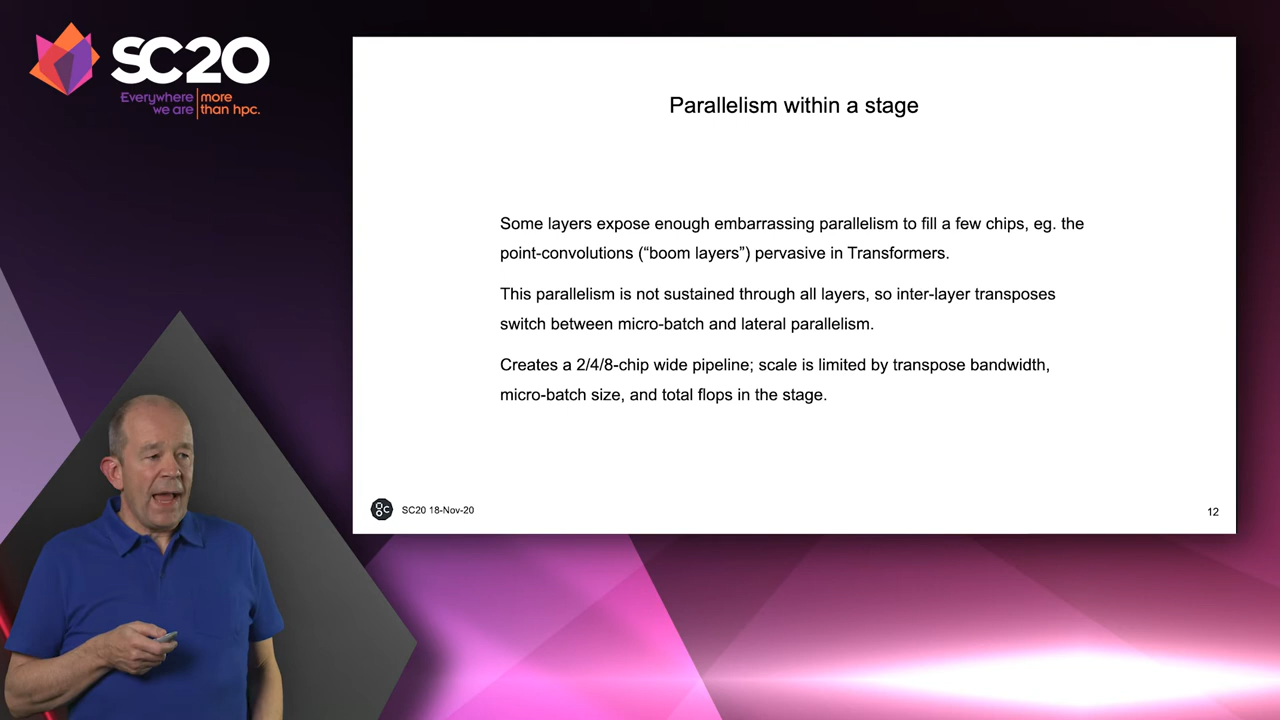 SC20
Everywhere more
we are than hpc.
Parallelism within a stage
Some layers expose enough embarrassing parallelism to fill a few chips, eg. the
point-convolutions (“boom layers”) pervasive in Transformers.
This parallelism is not sustained through all layers, so inter-layer transposes
switch between micro-batch and lateral parallelism.
Creates a 2/4/8-chip wide pipeline; scale is limited by transpose bandwidth,
micro-batch size, and total flops in the stage.
SC20 18-Nov-20
12